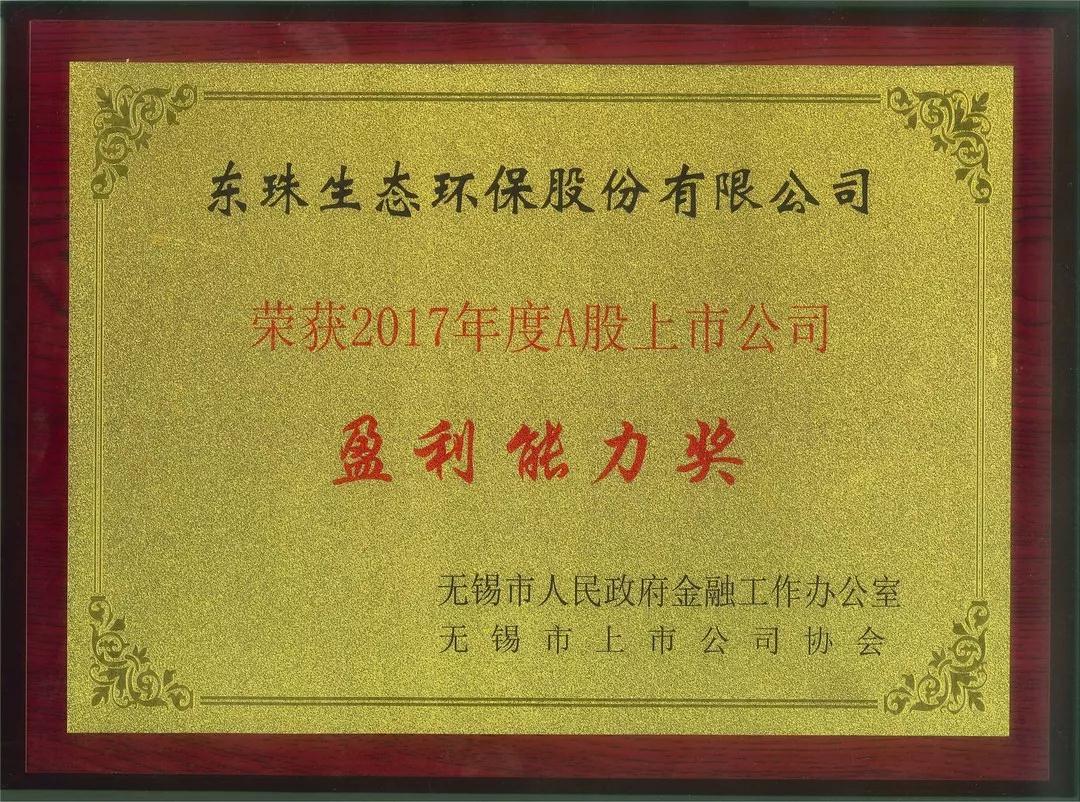 东珠生态环保股份有限公司
荣获2017年度A股上市公司
盈利能力奖
无锡市人民政府金融工作办公室
无锡市上市公司协会